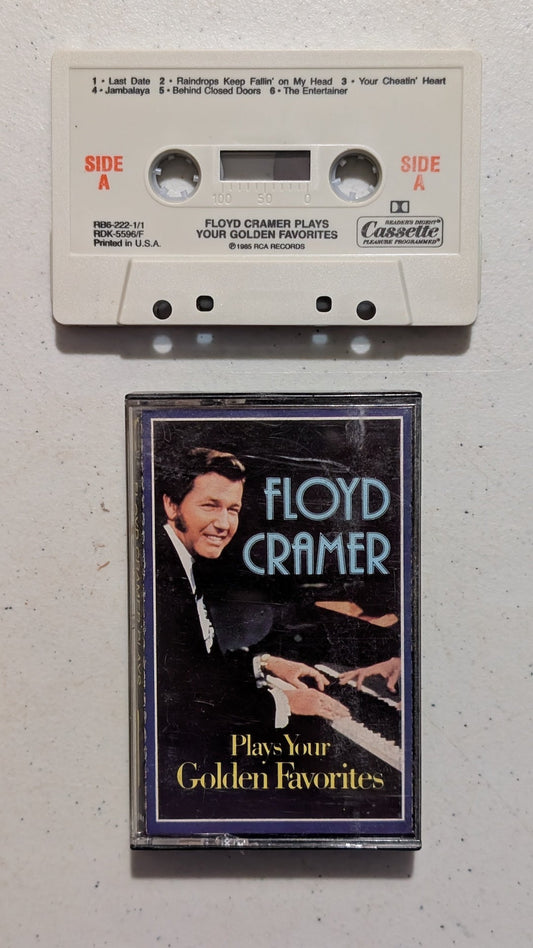 1 • Last Date 2 • Raindrops Keep Fallin' on My Head 3 • Your Cheatin' Heart
4 • Jambalaya 5 • Behind Closed Doors 6 • The Entertainer
SIDE
A
100 50 0
SIDE
A
RB6-222-1/1
RDK-5596/F
Printed in U.S.A.
FLOYD CRAMER PLAYS
YOUR GOLDEN FAVORITES
℗1985 RCA RECORDS
READER'S DIGEST®
Cassette
PLEASURE PROGRAMMED®
FLOYD
CRAMER
Plays Your
Golden Favorites